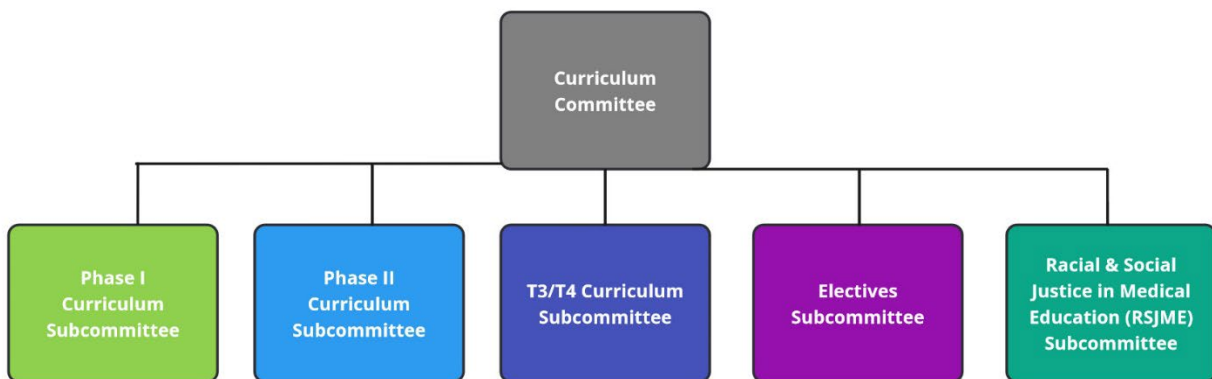 Curriculum
Committee
Phase I
Curriculum
Subcommittee
Phase II
Curriculum
Subcommittee
T3/T4 Curriculum
Subcommittee
Electives
Subcommittee
Racial & Social
Justice in Medical
Education (RSJME)
Subcommittee